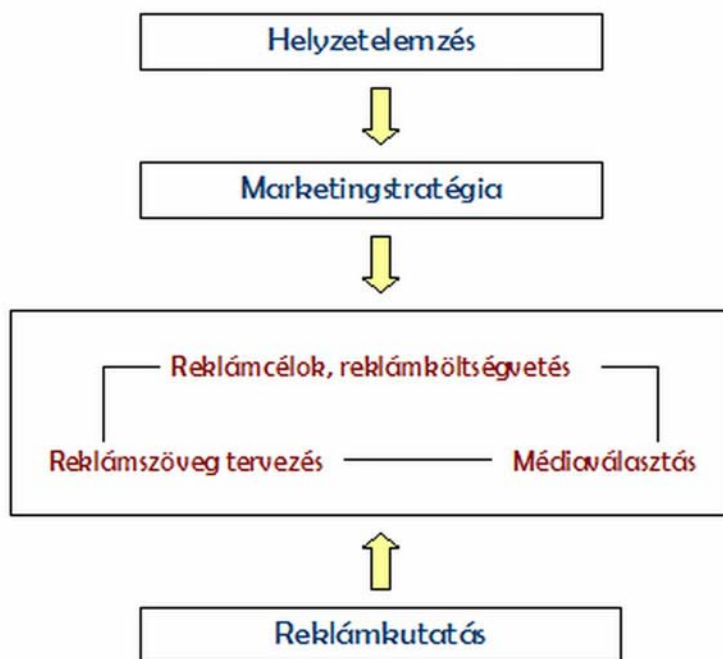 Helyzetelemzés
Marketingstratégia
Reklámcélok, reklámköltségvetés
Reklámszöveg tervezés
Médiaválasztás
Reklámkutatás